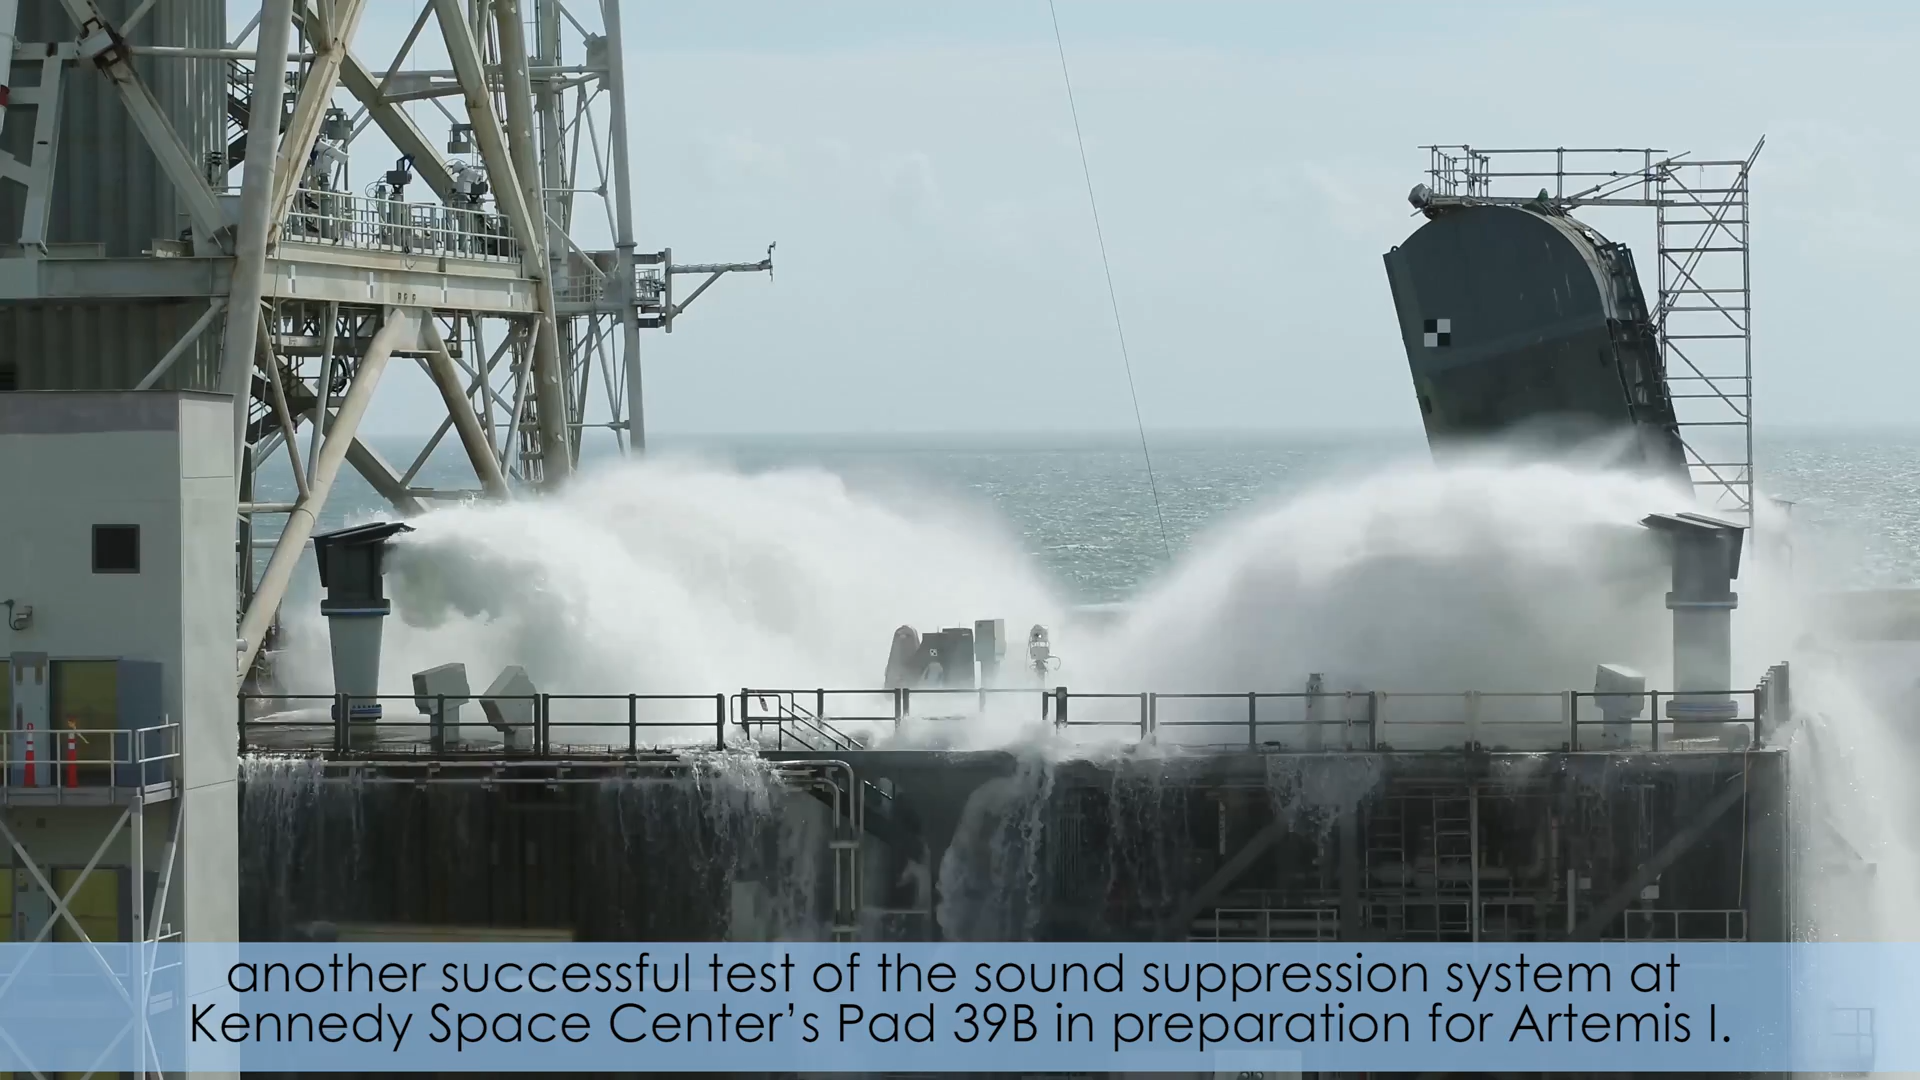 another successful test of the sound suppression system at
Kennedy Space Center’s Pad 39B in preparation for Artemis I.